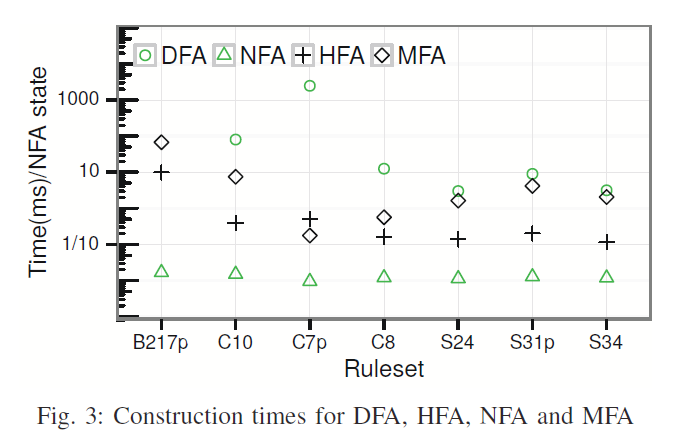 DFA NFA HFA MFA
Time(ms)/NFA state
1000
10
1/10
B217p C10 C7p C8 S24 S31p S34
Ruleset
Fig. 3: Construction times for DFA, HFA, NFA and MFA